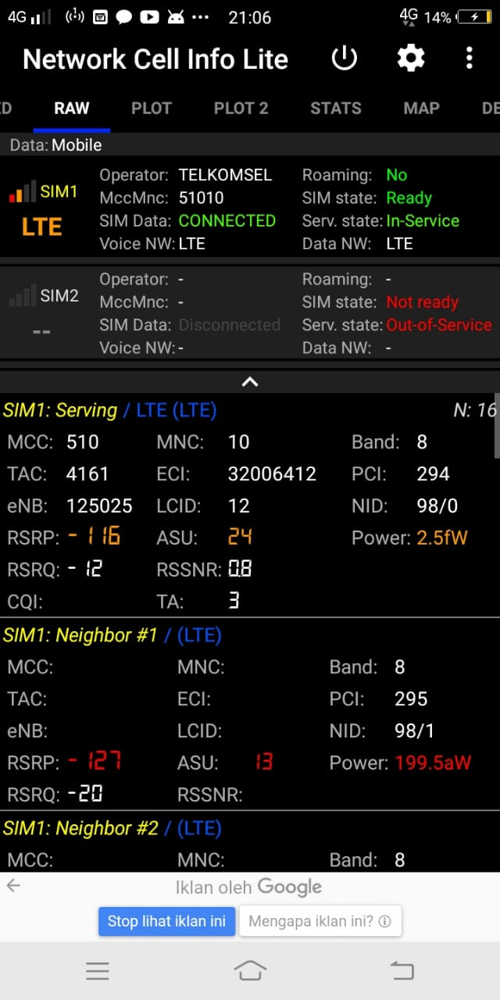 4G 21:06 4G 14%
Network Cell Info Lite
ED RAW PLOT PLOT 2 STATS MAP DE
Data: Mobile
SIM1
LTE
Operator: TELKOMSEL Roaming: No
MccMnc: 51010 SIM state: Ready
SIM Data: CONNECTED Serv. state: In-Service
Voice NW: LTE Data NW: LTE
SIM2
--
Operator: - Roaming: -
MccMnc: - SIM state: Not ready
SIM Data: Disconnected Serv. state: Out-of-Service
Voice NW: - Data NW: -
SIM1: Serving / LTE (LTE) N: 16
MCC: 510 MNC: 10 Band: 8
TAC: 4161 ECI: 32006412 PCI: 294
eNB: 125025 LCID: 12 NID: 98/0
RSRP: -116 ASU: 24 Power: 2.5fW
RSRQ: -12 RSSNR: 0.8
CQI: TA: 3
SIM1: Neighbor #1 / (LTE)
MCC: MNC: Band: 8
TAC: ECI: PCI: 295
eNB: LCID: NID: 98/1
RSRP: -127 ASU: 13 Power: 199.5aW
RSRQ: -20 RSSNR:
SIM1: Neighbor #2 / (LTE)
MCC: MNC: Band: 8
Iklan oleh Google
Stop lihat iklan ini Mengapa iklan ini?